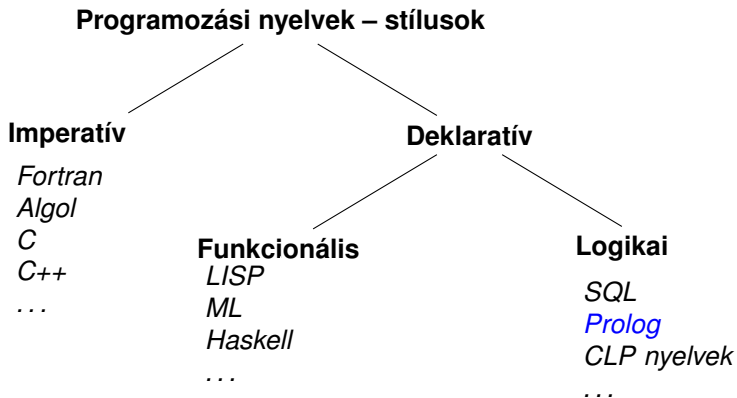 Programozási nyelvek – stílusok
Imperatív
Fortran
Algol
C
C++
. . .
Deklaratív
Funkcionális
LISP
ML
Haskell
. . .
Logikai
SQL
Prolog
CLP nyelvek
. . .